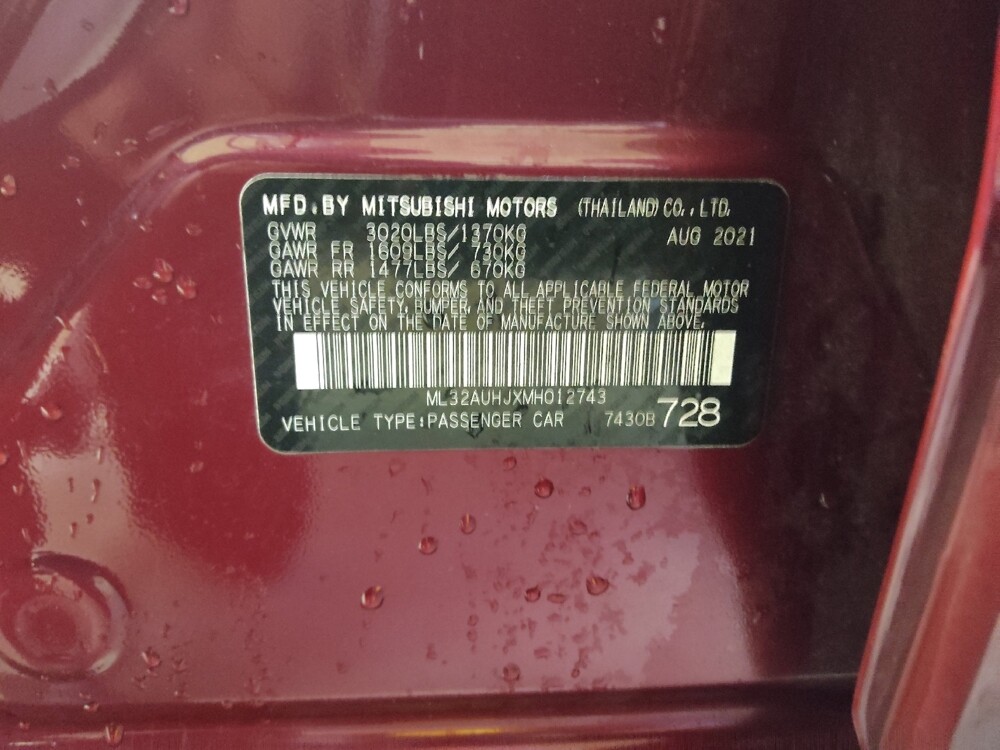 MFD.BY MITSUBISHI MOTORS (THAILAND) CO.,LTD.
GVWR 3020LBS/1370KG AUG 2021
GAWR FR 1609LBS/ 730KG
GAWR RR 1477LBS/ 670KG
THIS VEHICLE CONFORMS TO ALL APPLICABLE FEDERAL MOTOR
VEHICLE SAFETY, BUMPER, AND THEFT PREVENTION STANDARDS
IN EFFECT ON THE DATE OF MANUFACTURE SHOWN ABOVE.
ML32AUHJXMH012743
VEHICLE TYPE:PASSENGER CAR 7430B 728